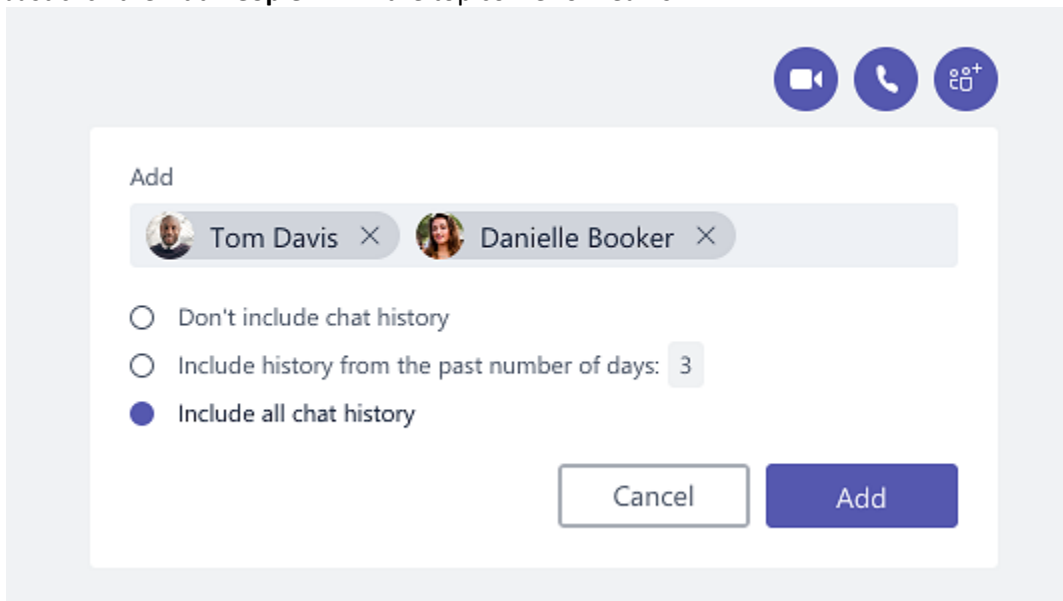 Add
Tom Davis Danielle Booker
Don't include chat history
Include history from the past number of days: 3
Include all chat history
Cancel Add